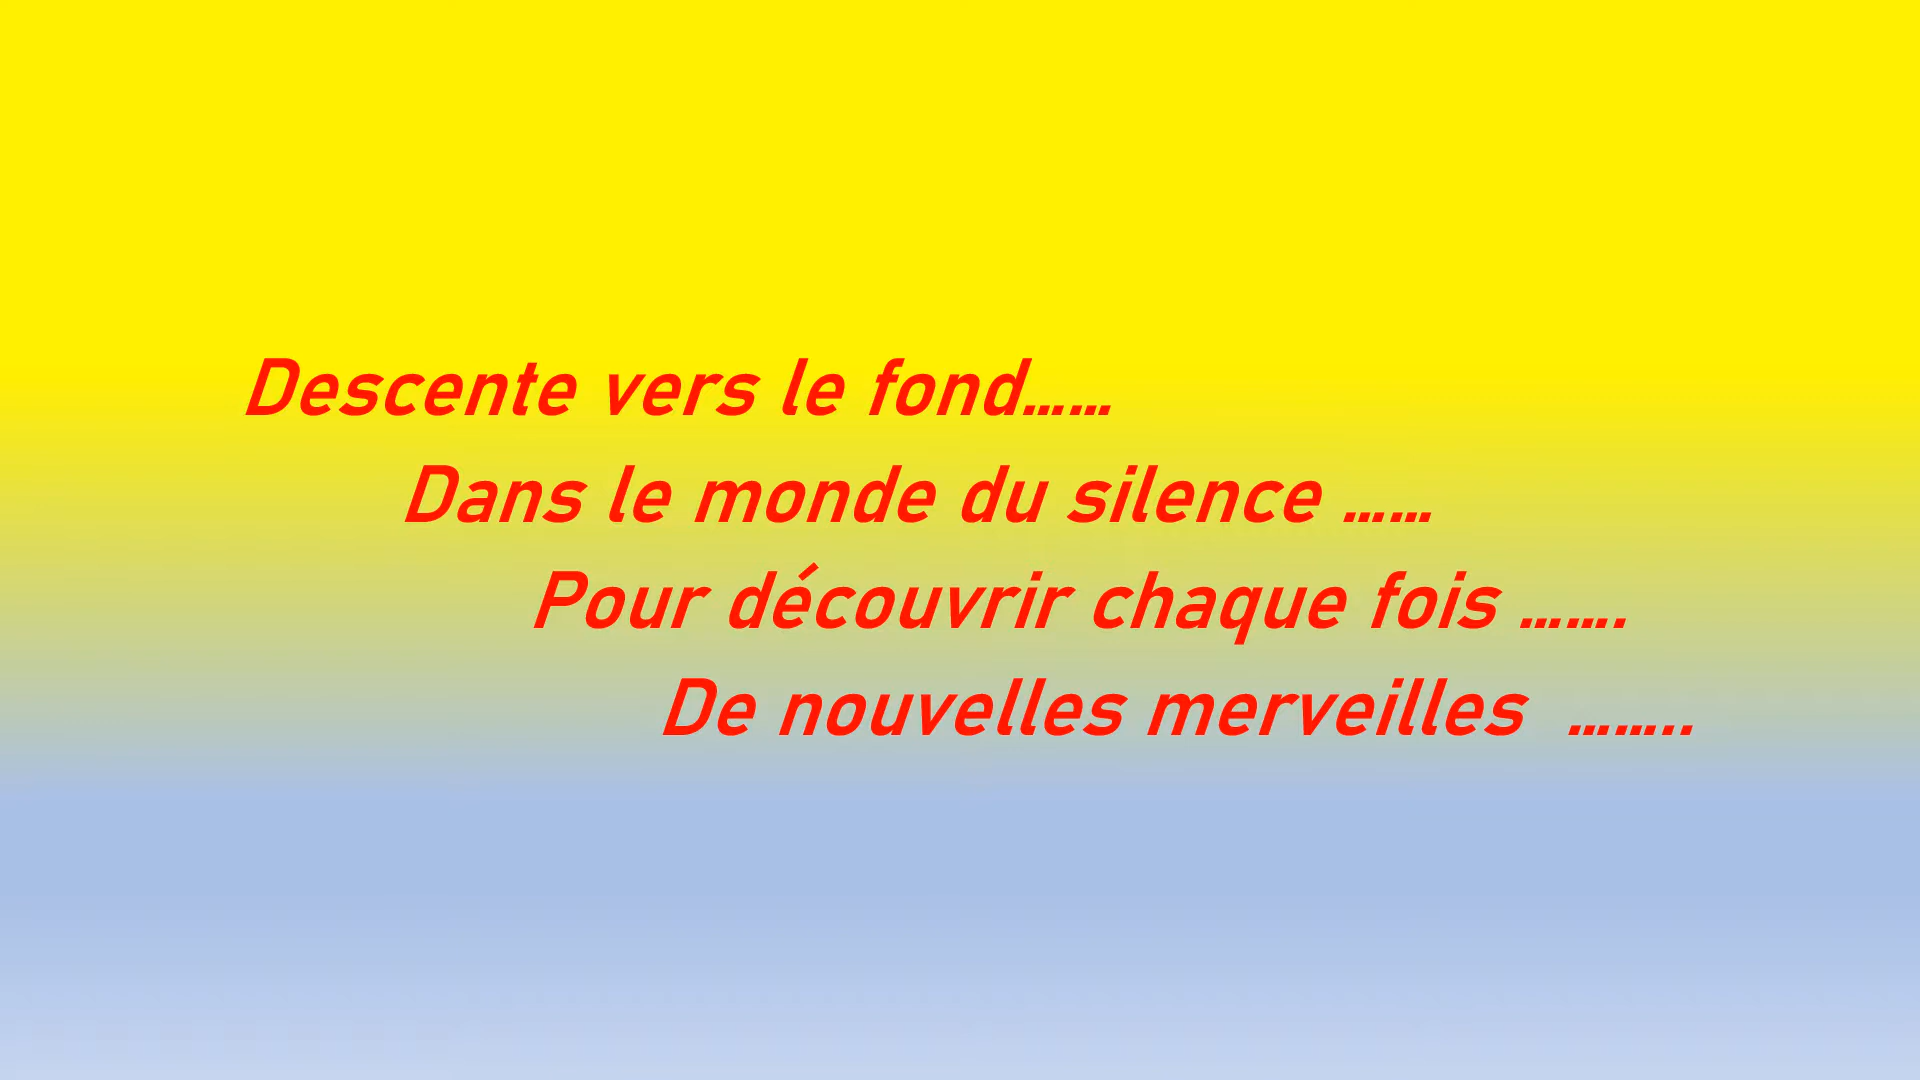 Descente vers le fond……
Dans le monde du silence ……
Pour découvrir chaque fois …….
De nouvelles merveilles  ……..